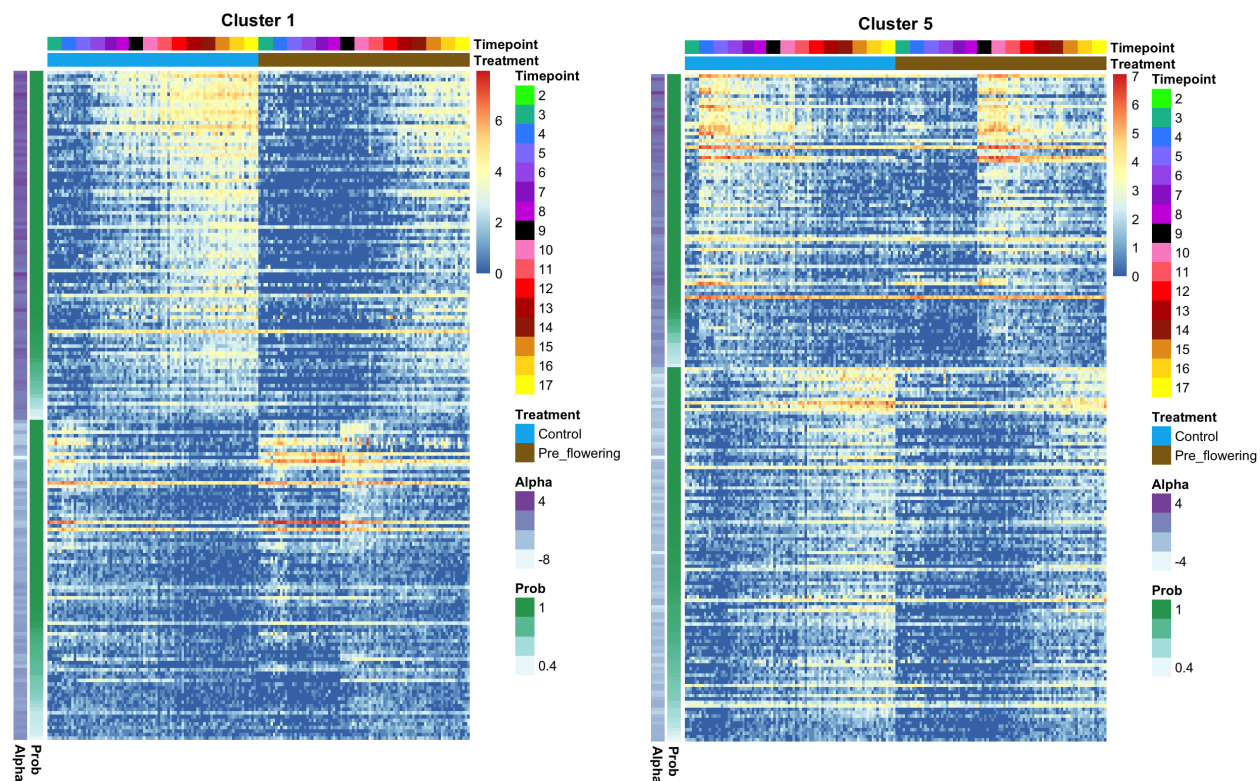 Cluster 1
Timepoint
Treatment
Timepoint
2
3
4
5
6
7
8
9
10
11
12
13
14
15
16
17
6
4
2
0
Treatment
Control
Pre_flowering
Alpha
4
-8
Prob
1
0.4
Prob
Alpha
Cluster 5
Timepoint
Treatment
Timepoint
2
3
4
5
6
7
8
9
10
11
12
13
14
15
16
17
7
6
5
4
3
2
1
0
Treatment
Control
Pre_flowering
Alpha
4
-4
Prob
1
0.4
Prob
Alpha